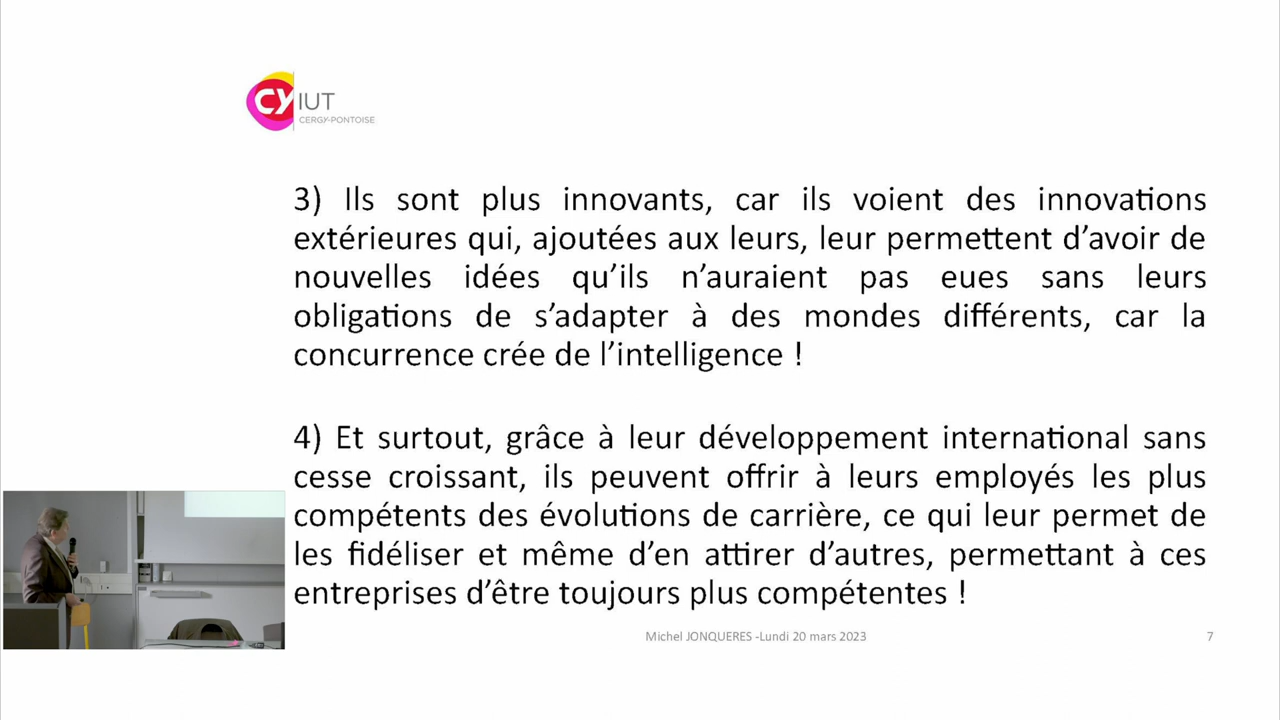 CY IUT
CERGY-PONTOISE
3) Ils sont plus innovants, car ils voient des innovations
extérieures qui, ajoutées aux leurs, leur permettent d’avoir de
nouvelles idées qu’ils n’auraient pas eues sans leurs
obligations de s’adapter à des mondes différents, car la
concurrence crée de l’intelligence !
4) Et surtout, grâce à leur développement international sans
cesse croissant, ils peuvent offrir à leurs employés les plus
compétents des évolutions de carrière, ce qui leur permet de
les fidéliser et même d’en attirer d’autres, permettant à ces
entreprises d’être toujours plus compétentes !
Michel JONQUERES -Lundi 20 mars 2023
7